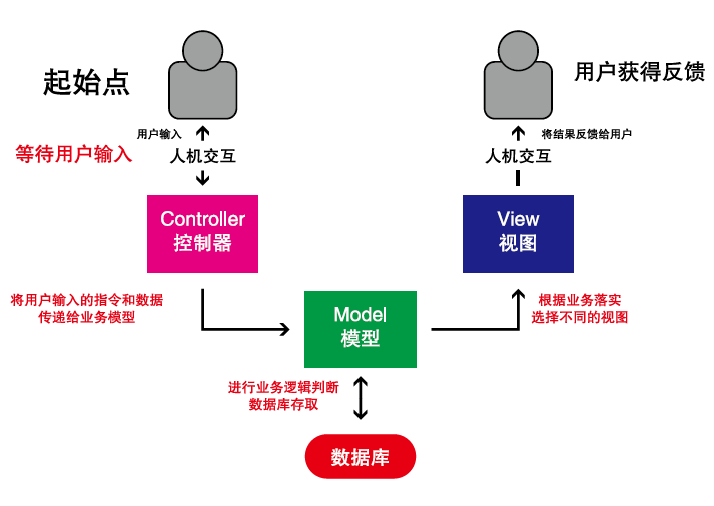 起始点
用户获得反馈
用户输入
将结果反馈给用户
等待用户输入
人机交互
人机交互
Controller
控制器
View
视图
将用户输入的指令和数据
传递给业务模型
Model
模型
根据业务落实
选择不同的视图
进行业务逻辑判断
数据库存取
数据库